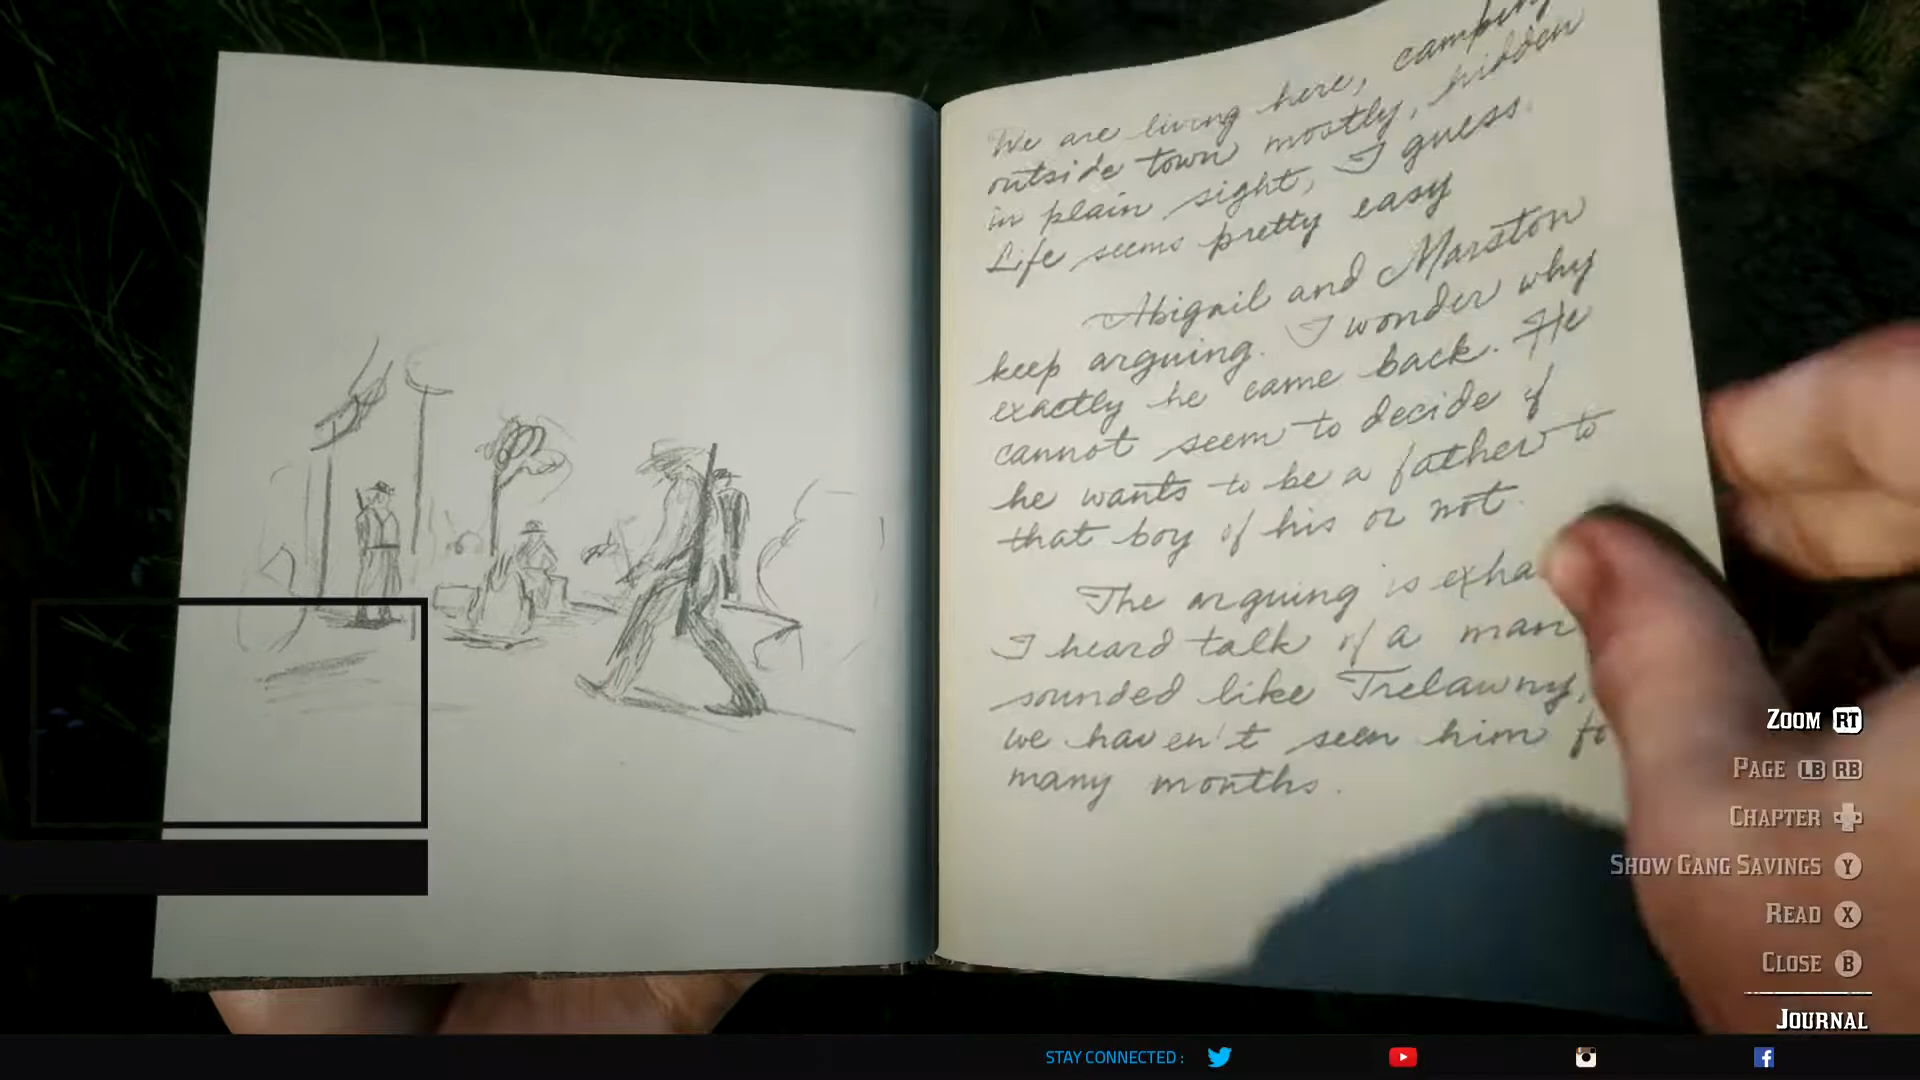 We are living here, camping
outside town mostly, hidden
in plain sight, I guess.
Life seems pretty easy
Abigail and Marston
keep arguing. I wonder why
exactly he came back. He
cannot seem to decide if
he wants to be a father to
that boy of his or not.
The arguing is exha
I heard talk of a man
sounded like Trelawny,
we haven't seen him fo
many months.
ZOOM RT
PAGE LB RB
CHAPTER
SHOW GANG SAVINGS Y
READ X
CLOSE B
JOURNAL
STAY CONNECTED :